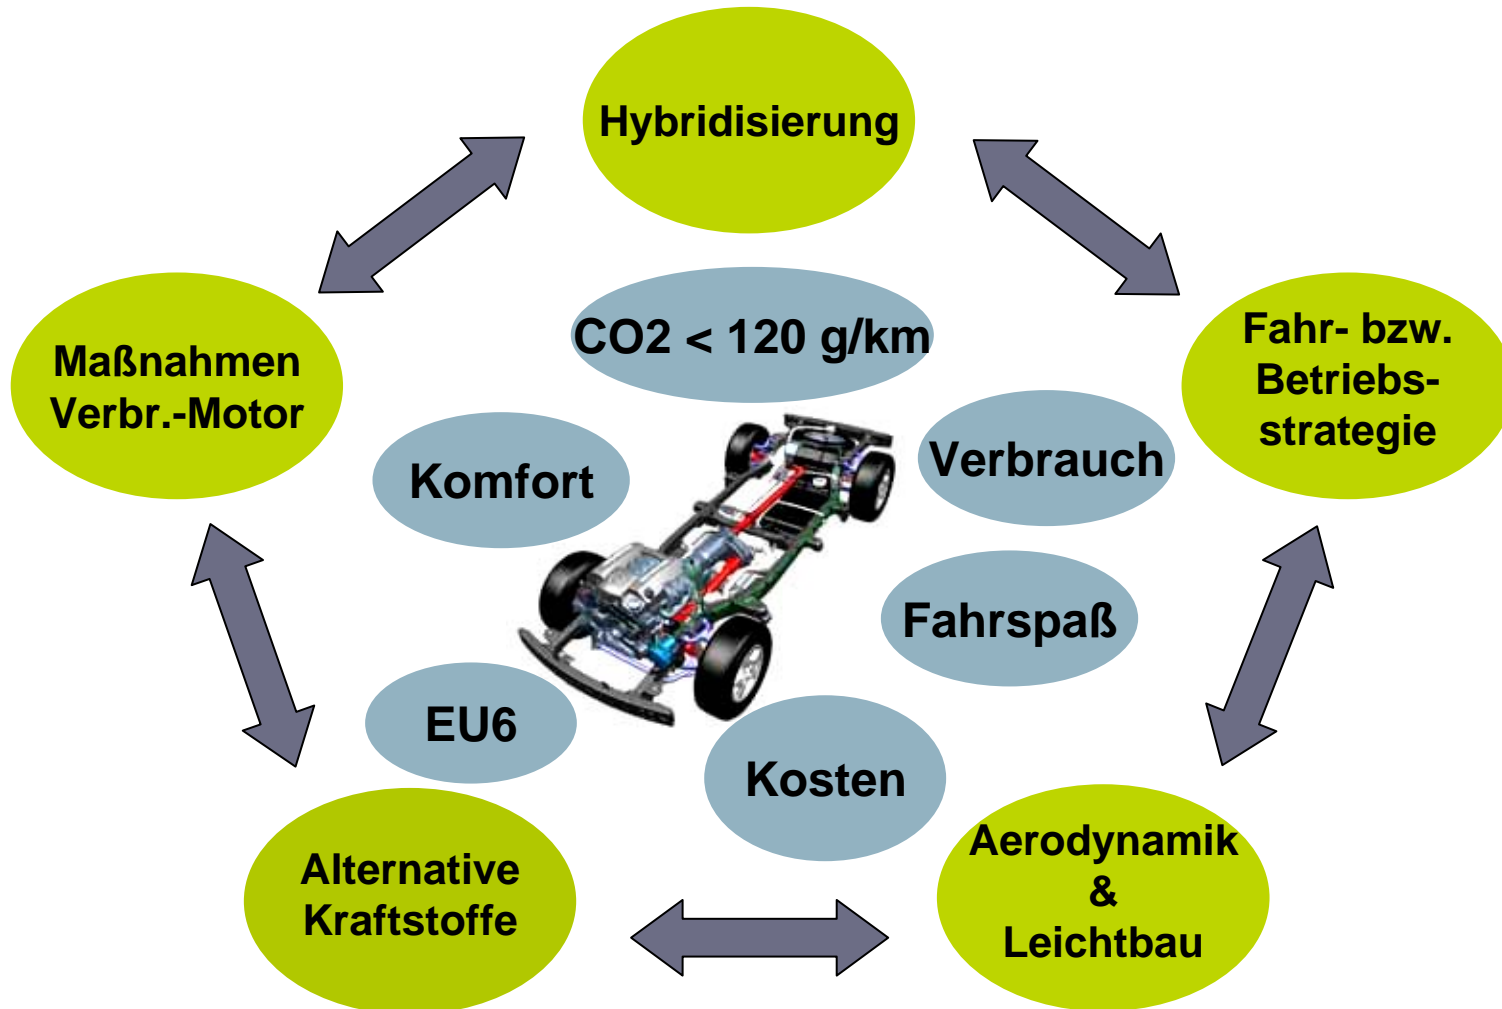 Hybridisierung
CO2 < 120 g/km
Maßnahmen
Verbr.-Motor
Fahr- bzw.
Betriebs-
strategie
Komfort
Verbrauch
Fahrspaß
EU6
Kosten
Alternative
Kraftstoffe
Aerodynamik
&
Leichtbau